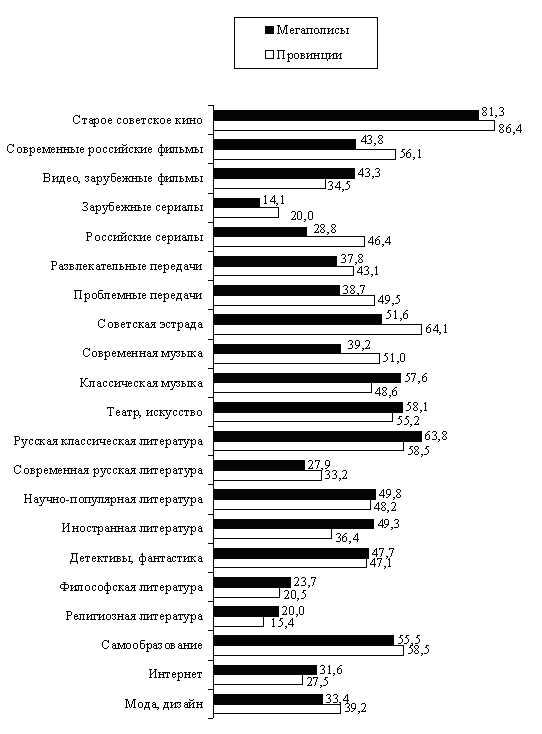 Мегаполисы
Провинции
Старое советское кино
81,3
86,4
Современные российские фильмы
43,8
56,1
Видео, зарубежные фильмы
43,3
34,5
Зарубежные сериалы
14,1
20,0
Российские сериалы
28,8
46,4
Развлекательные передачи
37,8
43,1
Проблемные передачи
38,7
49,5
Советская эстрада
51,6
64,1
Современная музыка
39,2
51,0
Классическая музыка
57,6
48,6
Театр, искусство
58,1
55,2
Русская классическая литература
63,8
58,5
Современная русская литература
27,9
33,2
Научно-популярная литература
49,8
48,2
Иностранная литература
49,3
36,4
Детективы, фантастика
47,7
47,1
Философская литература
23,7
20,5
Религиозная литература
20,0
15,4
Самообразование
55,5
58,5
Интернет
31,6
27,5
Мода, дизайн
33,4
39,2